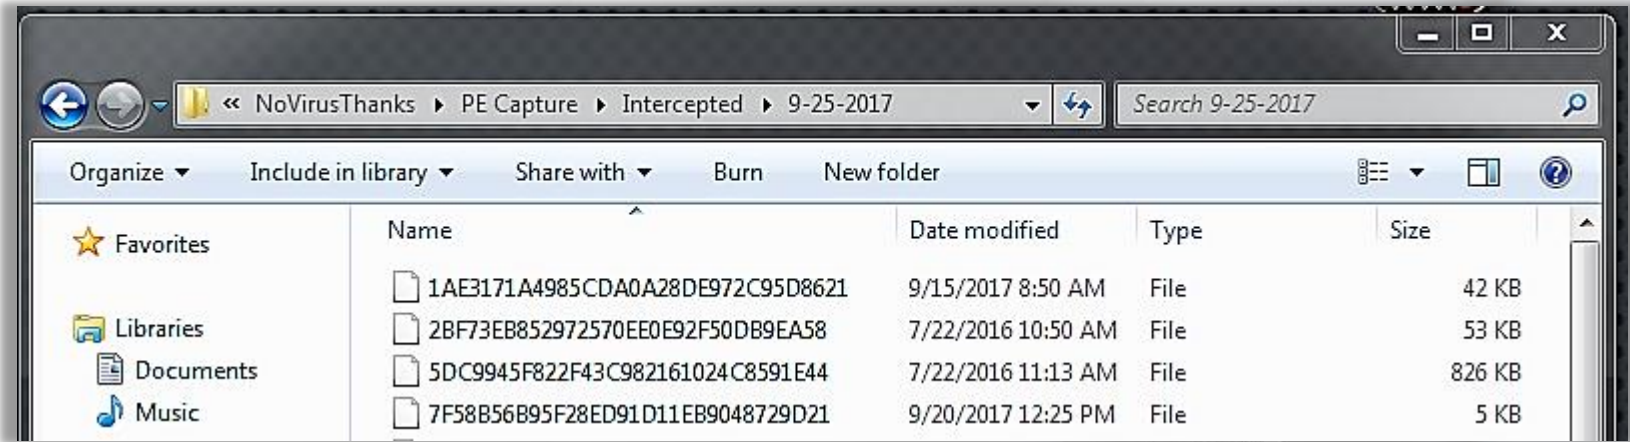 « NoVirusThanks PE Capture Intercepted 9-25-2017 Search 9-25-2017
Organize Include in library Share with Burn New folder
Name Date modified Type Size
Favorites
1AE3171A4985CDA0A28DE972C95D8621 9/15/2017 8:50 AM File 42 KB
Libraries 2BF73EB852972570EE0E92F50DB9EA58 7/22/2016 10:50 AM File 53 KB
Documents 5DC9945F822F43C982161024C8591E44 7/22/2016 11:13 AM File 826 KB
Music 7F58B56B95F28ED91D11EB9048729D21 9/20/2017 12:25 PM File 5 KB